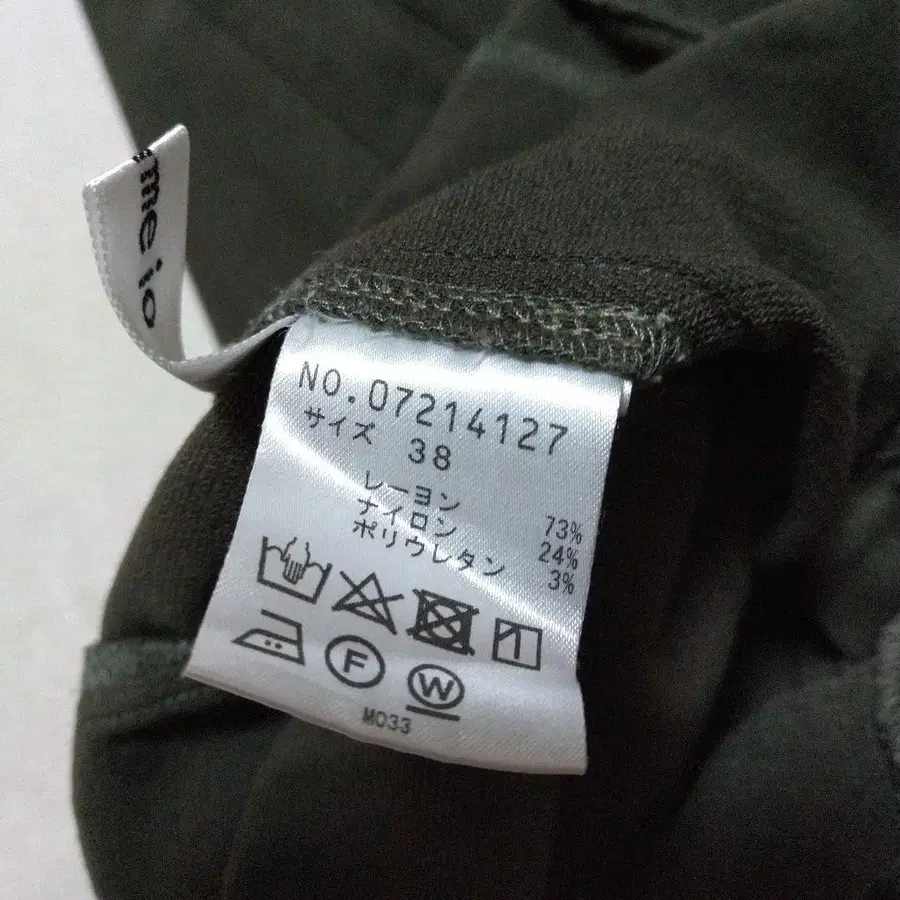 me io
NO.07214127
サイズ 38
レーヨン 73%
ナイロン 24%
ポリウレタン 3%
F
W
M033